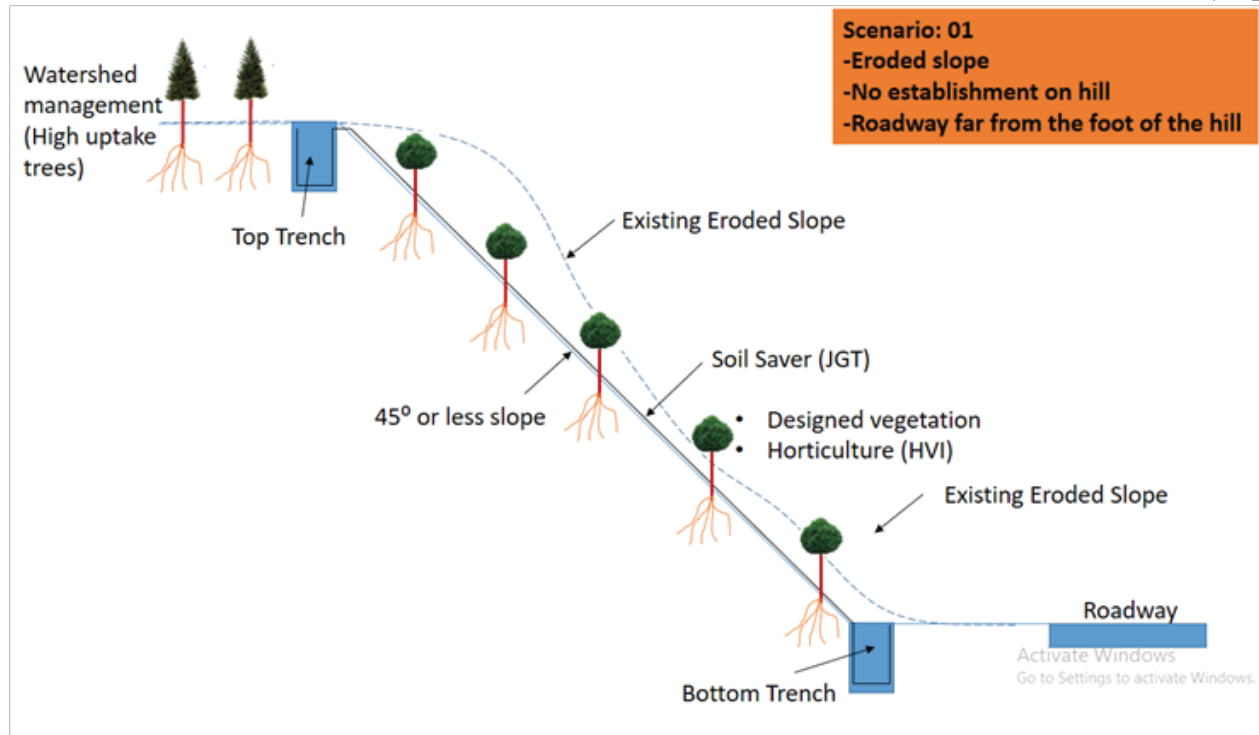 Scenario: 01
-Eroded slope
-No establishment on hill
-Roadway far from the foot of the hill
Watershed
management
(High uptake
trees)
Top Trench
Existing Eroded Slope
Soil Saver (JGT)
45⁰ or less slope
• Designed vegetation
• Horticulture (HVI)
Existing Eroded Slope
Roadway
Bottom Trench
Activate Windows
Go to Settings to activate Windows.